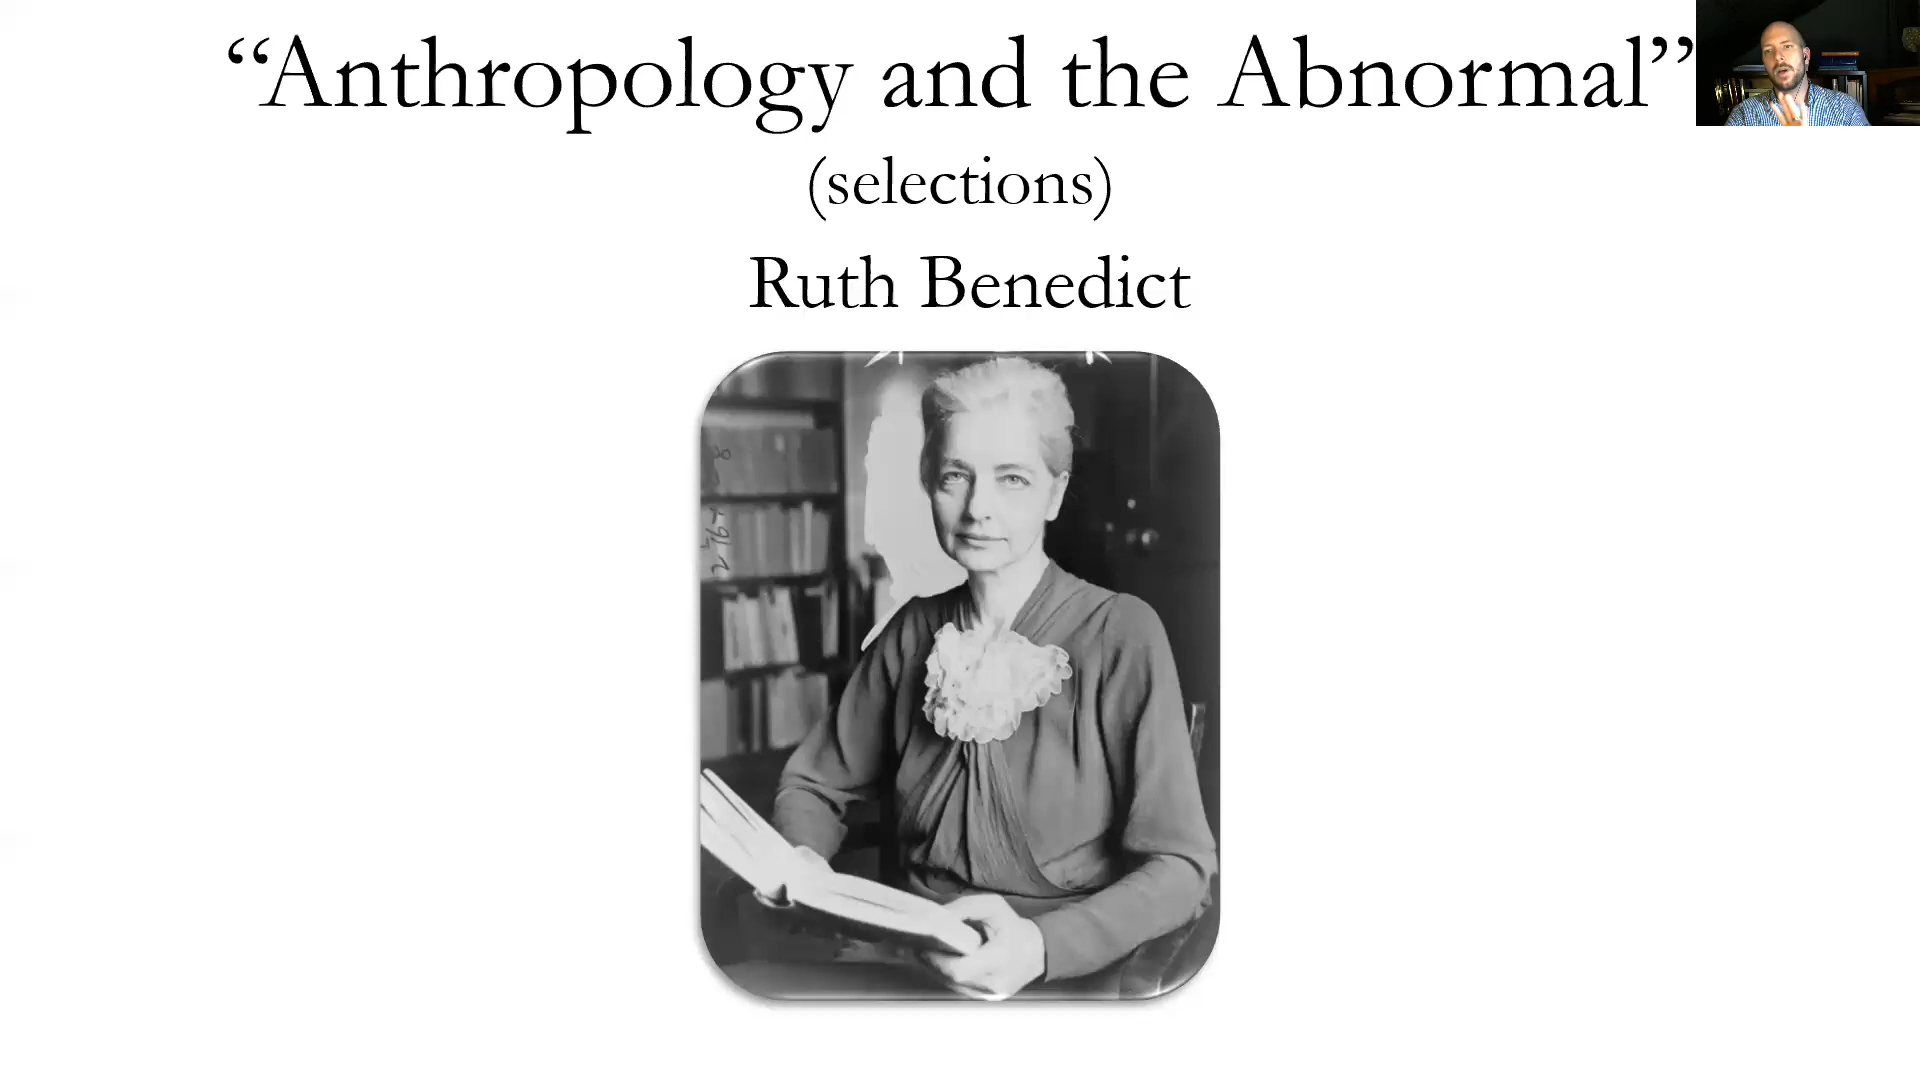 “Anthropology and the Abnormal”
(selections)
Ruth Benedict